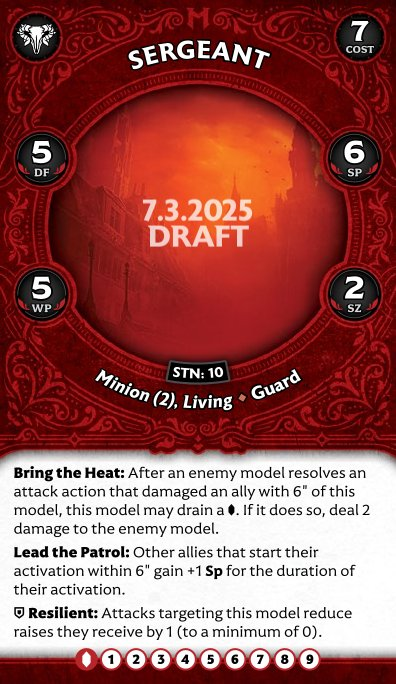 7
COST
SERGEANT
5
DF
6
SP
7.3.2025
DRAFT
5
WP
2
SZ
STN: 10
Minion (2), Living ♦ Guard
Bring the Heat: After an enemy model resolves an
attack action that damaged an ally with 6" of this
model, this model may drain a ⬮. If it does so, deal 2
damage to the enemy model.
Lead the Patrol: Other allies that start their
activation within 6" gain +1 Sp for the duration of
their activation.
Resilient: Attacks targeting this model reduce
raises they receive by 1 (to a minimum of 0).
1 2 3 4 5 6 7 8 9